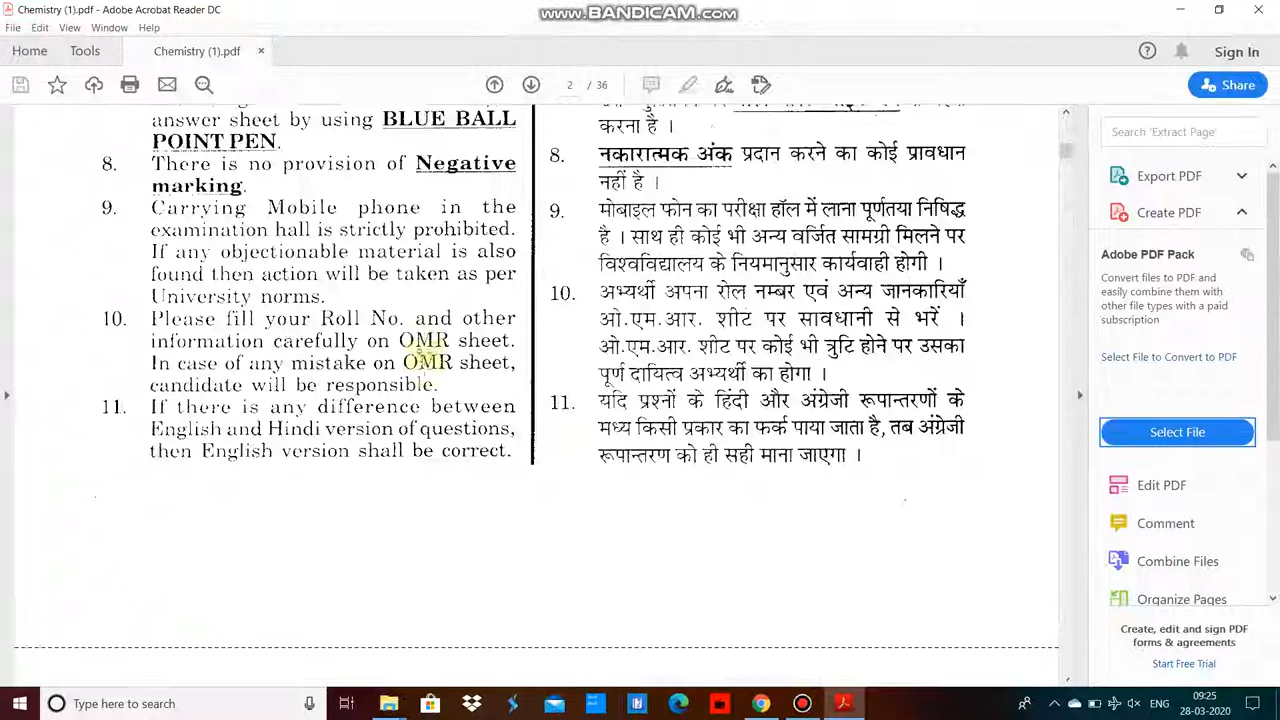 Chemistry (1).pdf - Adobe Acrobat Reader DC
www.BANDICAM.com
File Edit View Window Help
Home Tools Chemistry (1).pdf × Sign In
2 / 36 Share
answer sheet by using BLUE BALL
POINT PEN.
8. There is no provision of Negative
marking.
9. Carrying Mobile phone in the
examination hall is strictly prohibited.
If any objectionable material is also
found then action will be taken as per
University norms.
10. Please fill your Roll No. and other
information carefully on OMR sheet.
In case of any mistake on OMR sheet,
candidate will be responsible.
11. If there is any difference between
English and Hindi version of questions,
then English version shall be correct.
करना है ।
8. नकारात्मक अंक प्रदान करने का कोई प्रावधान
नहीं है ।
9. मोबाइल फोन का परीक्षा हॉल में लाना पूर्णतया निषिद्ध
है । साथ ही कोई भी अन्य वर्जित सामग्री मिलने पर
विश्वविद्यालय के नियमानुसार कार्यवाही होगी ।
10. अभ्यर्थी अपना रोल नम्बर एवं अन्य जानकारियाँ
ओ.एम.आर. शीट पर सावधानी से भरें ।
ओ.एम.आर. शीट पर कोई भी त्रुटि होने पर उसका
पूर्ण दायित्व अभ्यर्थी का होगा ।
11. यदि प्रश्नों के हिंदी और अंग्रेजी रूपान्तरणों के
मध्य किसी प्रकार का फर्क पाया जाता है, तब अंग्रेजी
रूपान्तरण को ही सही माना जाएगा ।
Search 'Extract Page'
Export PDF
Create PDF
Adobe PDF Pack
Convert files to PDF and
easily combine them with
other file types with a paid
subscription
Select File to Convert to PDF
Select File
Edit PDF
Comment
Combine Files
Organize Pages
Create, edit and sign PDF
forms & agreements
Start Free Trial
Type here to search
ENG
09:25
28-03-2020